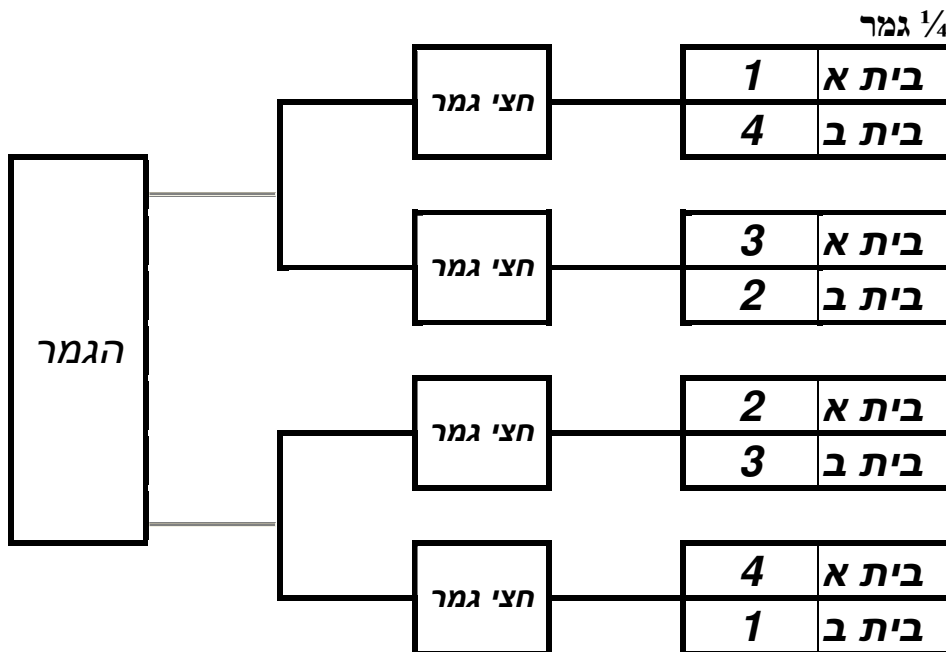 ¼ גמר
בית א 1
חצי גמר
בית ב 4
בית א 3
חצי גמר
בית ב 2
הגמר
בית א 2
חצי גמר
בית ב 3
בית א 4
חצי גמר
בית ב 1